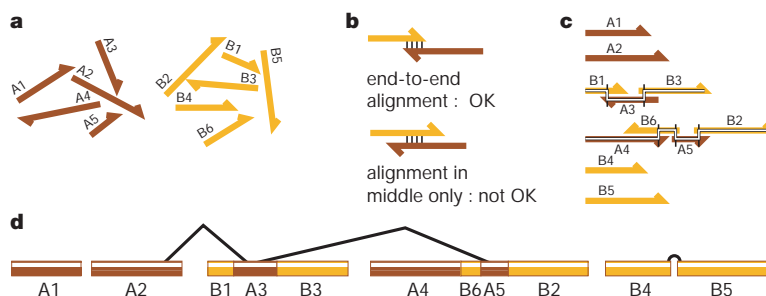 a
A1
A2
A3
A4
A5
B2
B1
B3
B4
B5
B6
b
end-to-end
alignment : OK
alignment in
middle only : not OK
c
A1
A2
B1 B3
A3
B6 B2
A4 A5
B4
B5
d
A1 A2 B1 A3 B3 A4 B6 A5 B2 B4 B5